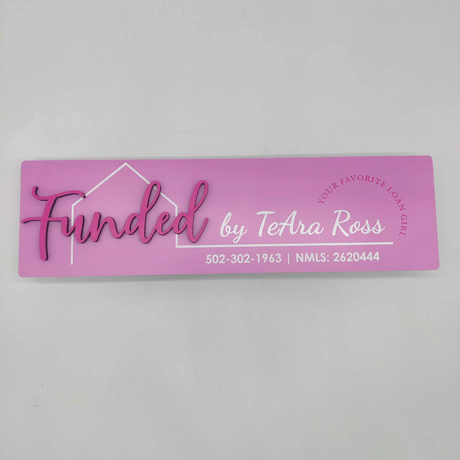 YOUR FAVORITE LOAN GIRL
Funded by TeAra Ross
502-302-1963 | NMLS: 2620444